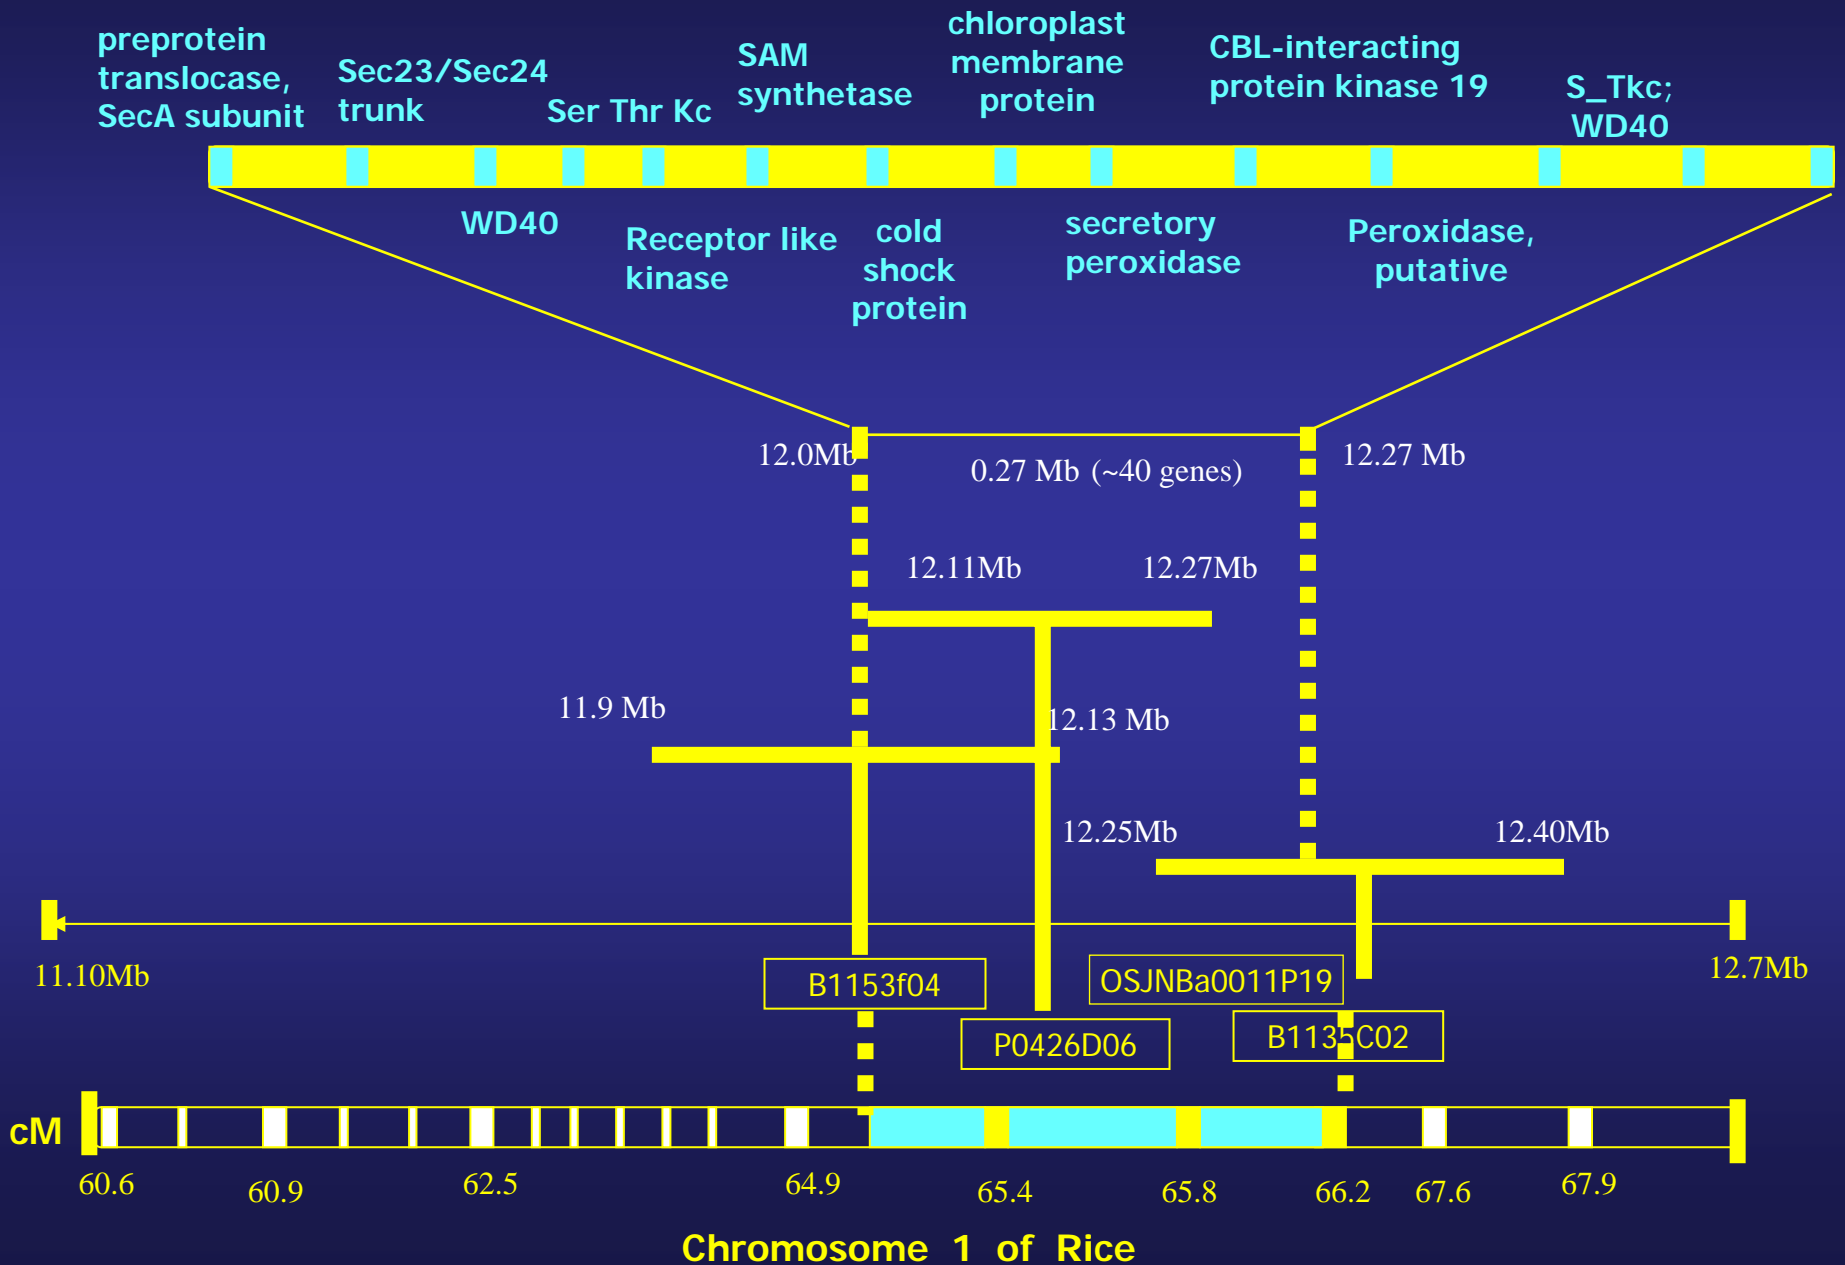 preprotein
translocase,
SecA subunit
Sec23/Sec24
trunk
Ser Thr Kc
SAM
synthetase
chloroplast
membrane
protein
CBL-interacting
protein kinase 19
S_Tkc;
WD40
WD40
Receptor like
kinase
cold
shock
protein
secretory
peroxidase
Peroxidase,
putative
12.0Mb
0.27 Mb (~40 genes)
12.27 Mb
12.11Mb
12.27Mb
11.9 Mb
12.13 Mb
12.25Mb
12.40Mb
11.10Mb
12.7Mb
B1153f04
OSJNBa0011P19
P0426D06
B1135C02
cM
60.6
60.9
62.5
64.9
65.4
65.8
66.2
67.6
67.9
Chromosome 1 of Rice